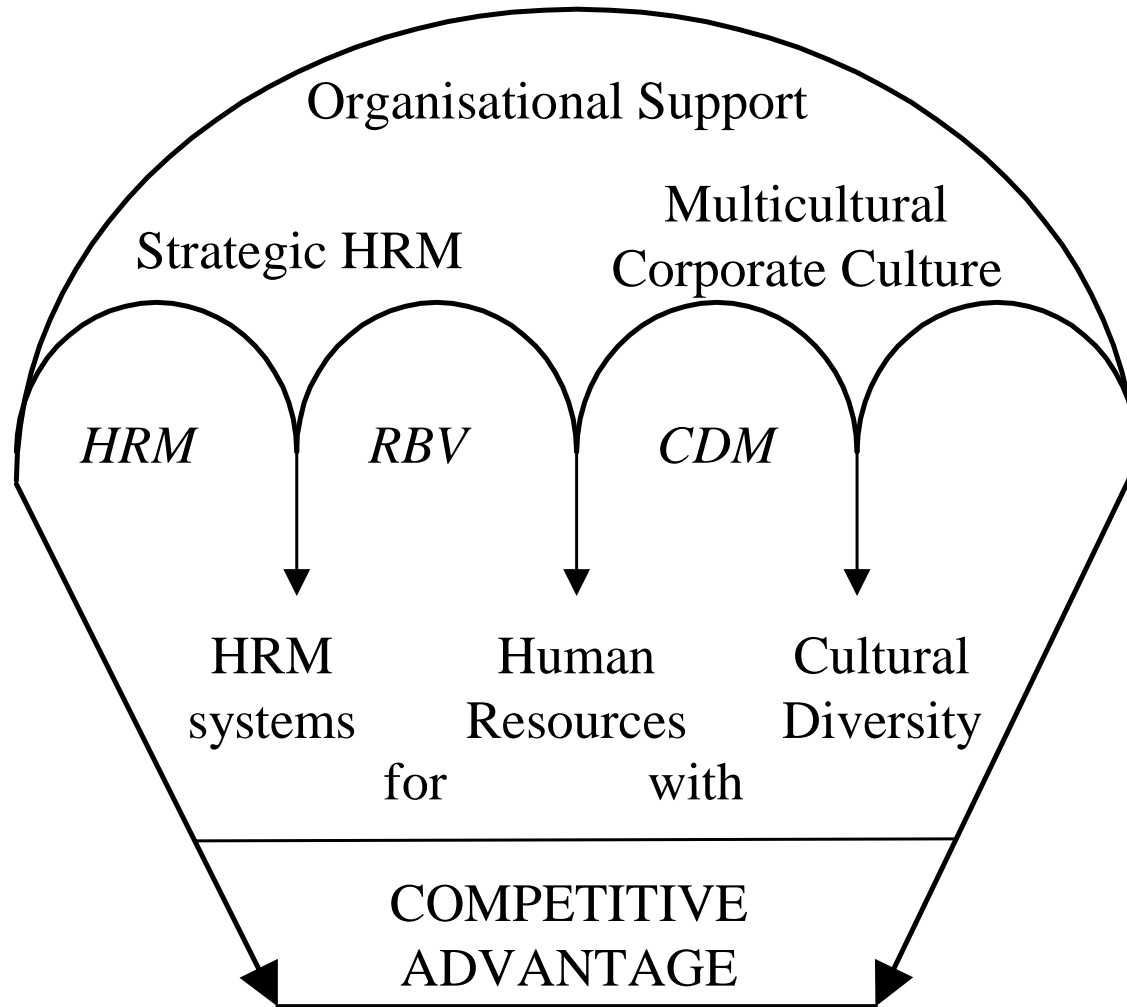 Organisational Support
Strategic HRM
Multicultural
Corporate Culture
HRM
RBV
CDM
HRM
systems
Human
Resources
Cultural
Diversity
for
with
COMPETITIVE
ADVANTAGE